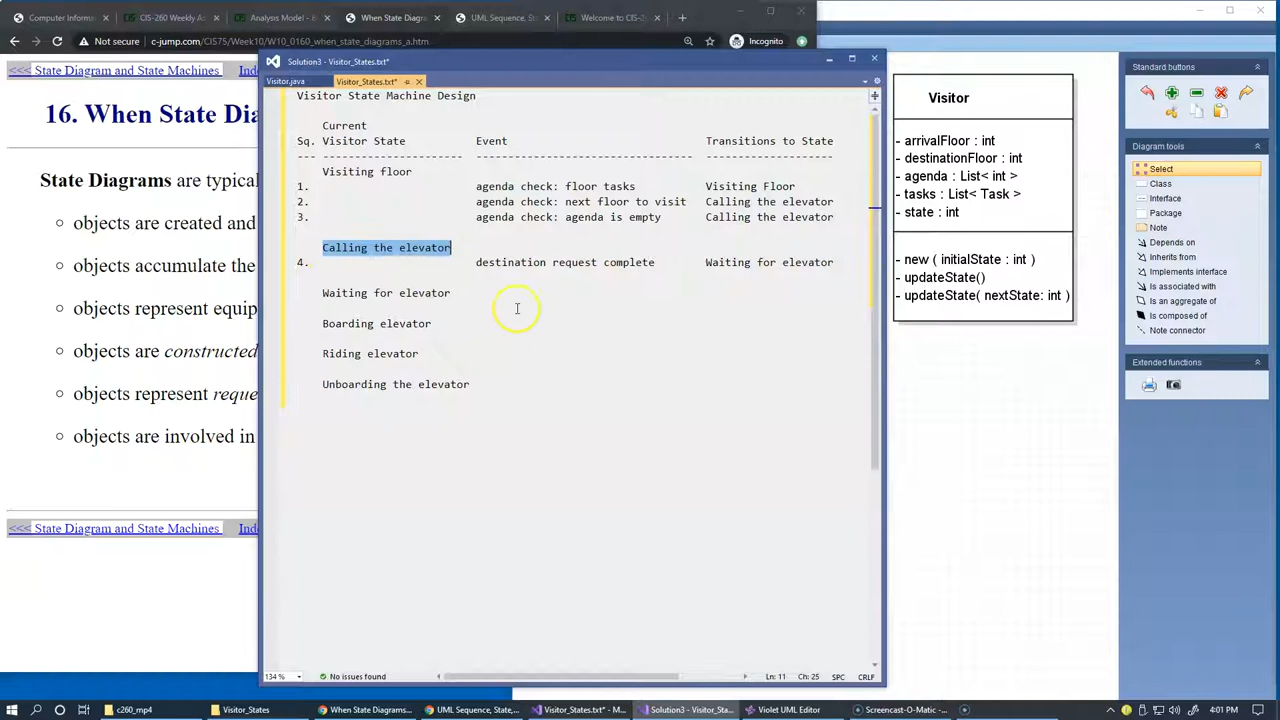 Computer Informa
CIS-260 Weekly As
Analysis Model - E
When State Diagra
UML Sequence, St
Welcome to CIS-2
Not secure
c-jump.com/CIS75/Week10/W10_0160_when_state_diagrams_a.htm
Incognito
<<< State Diagram and State Machines
Inde
16. When State Dia
State Diagrams are typical
objects are created and
objects accumulate the
objects represent equip
objects are constructed
objects represent reque
objects are involved in
<<< State Diagram and State Machines
Ind
Solution3 - Visitor_States.txt*
Visitor.java
Visitor_States.txt*
Visitor State Machine Design
Current
Sq. Visitor State Event Transitions to State
--- ---------------------- ---------------------------------- --------------------
Visiting floor
1. agenda check: floor tasks Visiting Floor
2. agenda check: next floor to visit Calling the elevator
3. agenda check: agenda is empty Calling the elevator
Calling the elevator
4. destination request complete Waiting for elevator
Waiting for elevator
Boarding elevator
Riding elevator
Unboarding the elevator
134 %
No issues found
Ln: 11
Ch: 25
SPC
CRLF
Visitor
- arrivalFloor : int
- destinationFloor : int
- agenda : List< int >
- tasks : List< Task >
- state : int
- new ( initialState : int )
- updateState()
- updateState( nextState: int )
Standard buttons
Diagram tools
Select
Class
Interface
Package
Note
Depends on
Inherits from
Implements interface
Is associated with
Is an aggregate of
Is composed of
Note connector
Extended functions
c260_mp4
Visitor_States
When State Diagrams...
UML Sequence, State,...
Visitor_States.txt* - M...
Solution3 - Visitor_Sta...
Violet UML Editor
Screencast-O-Matic - ...
4:01 PM